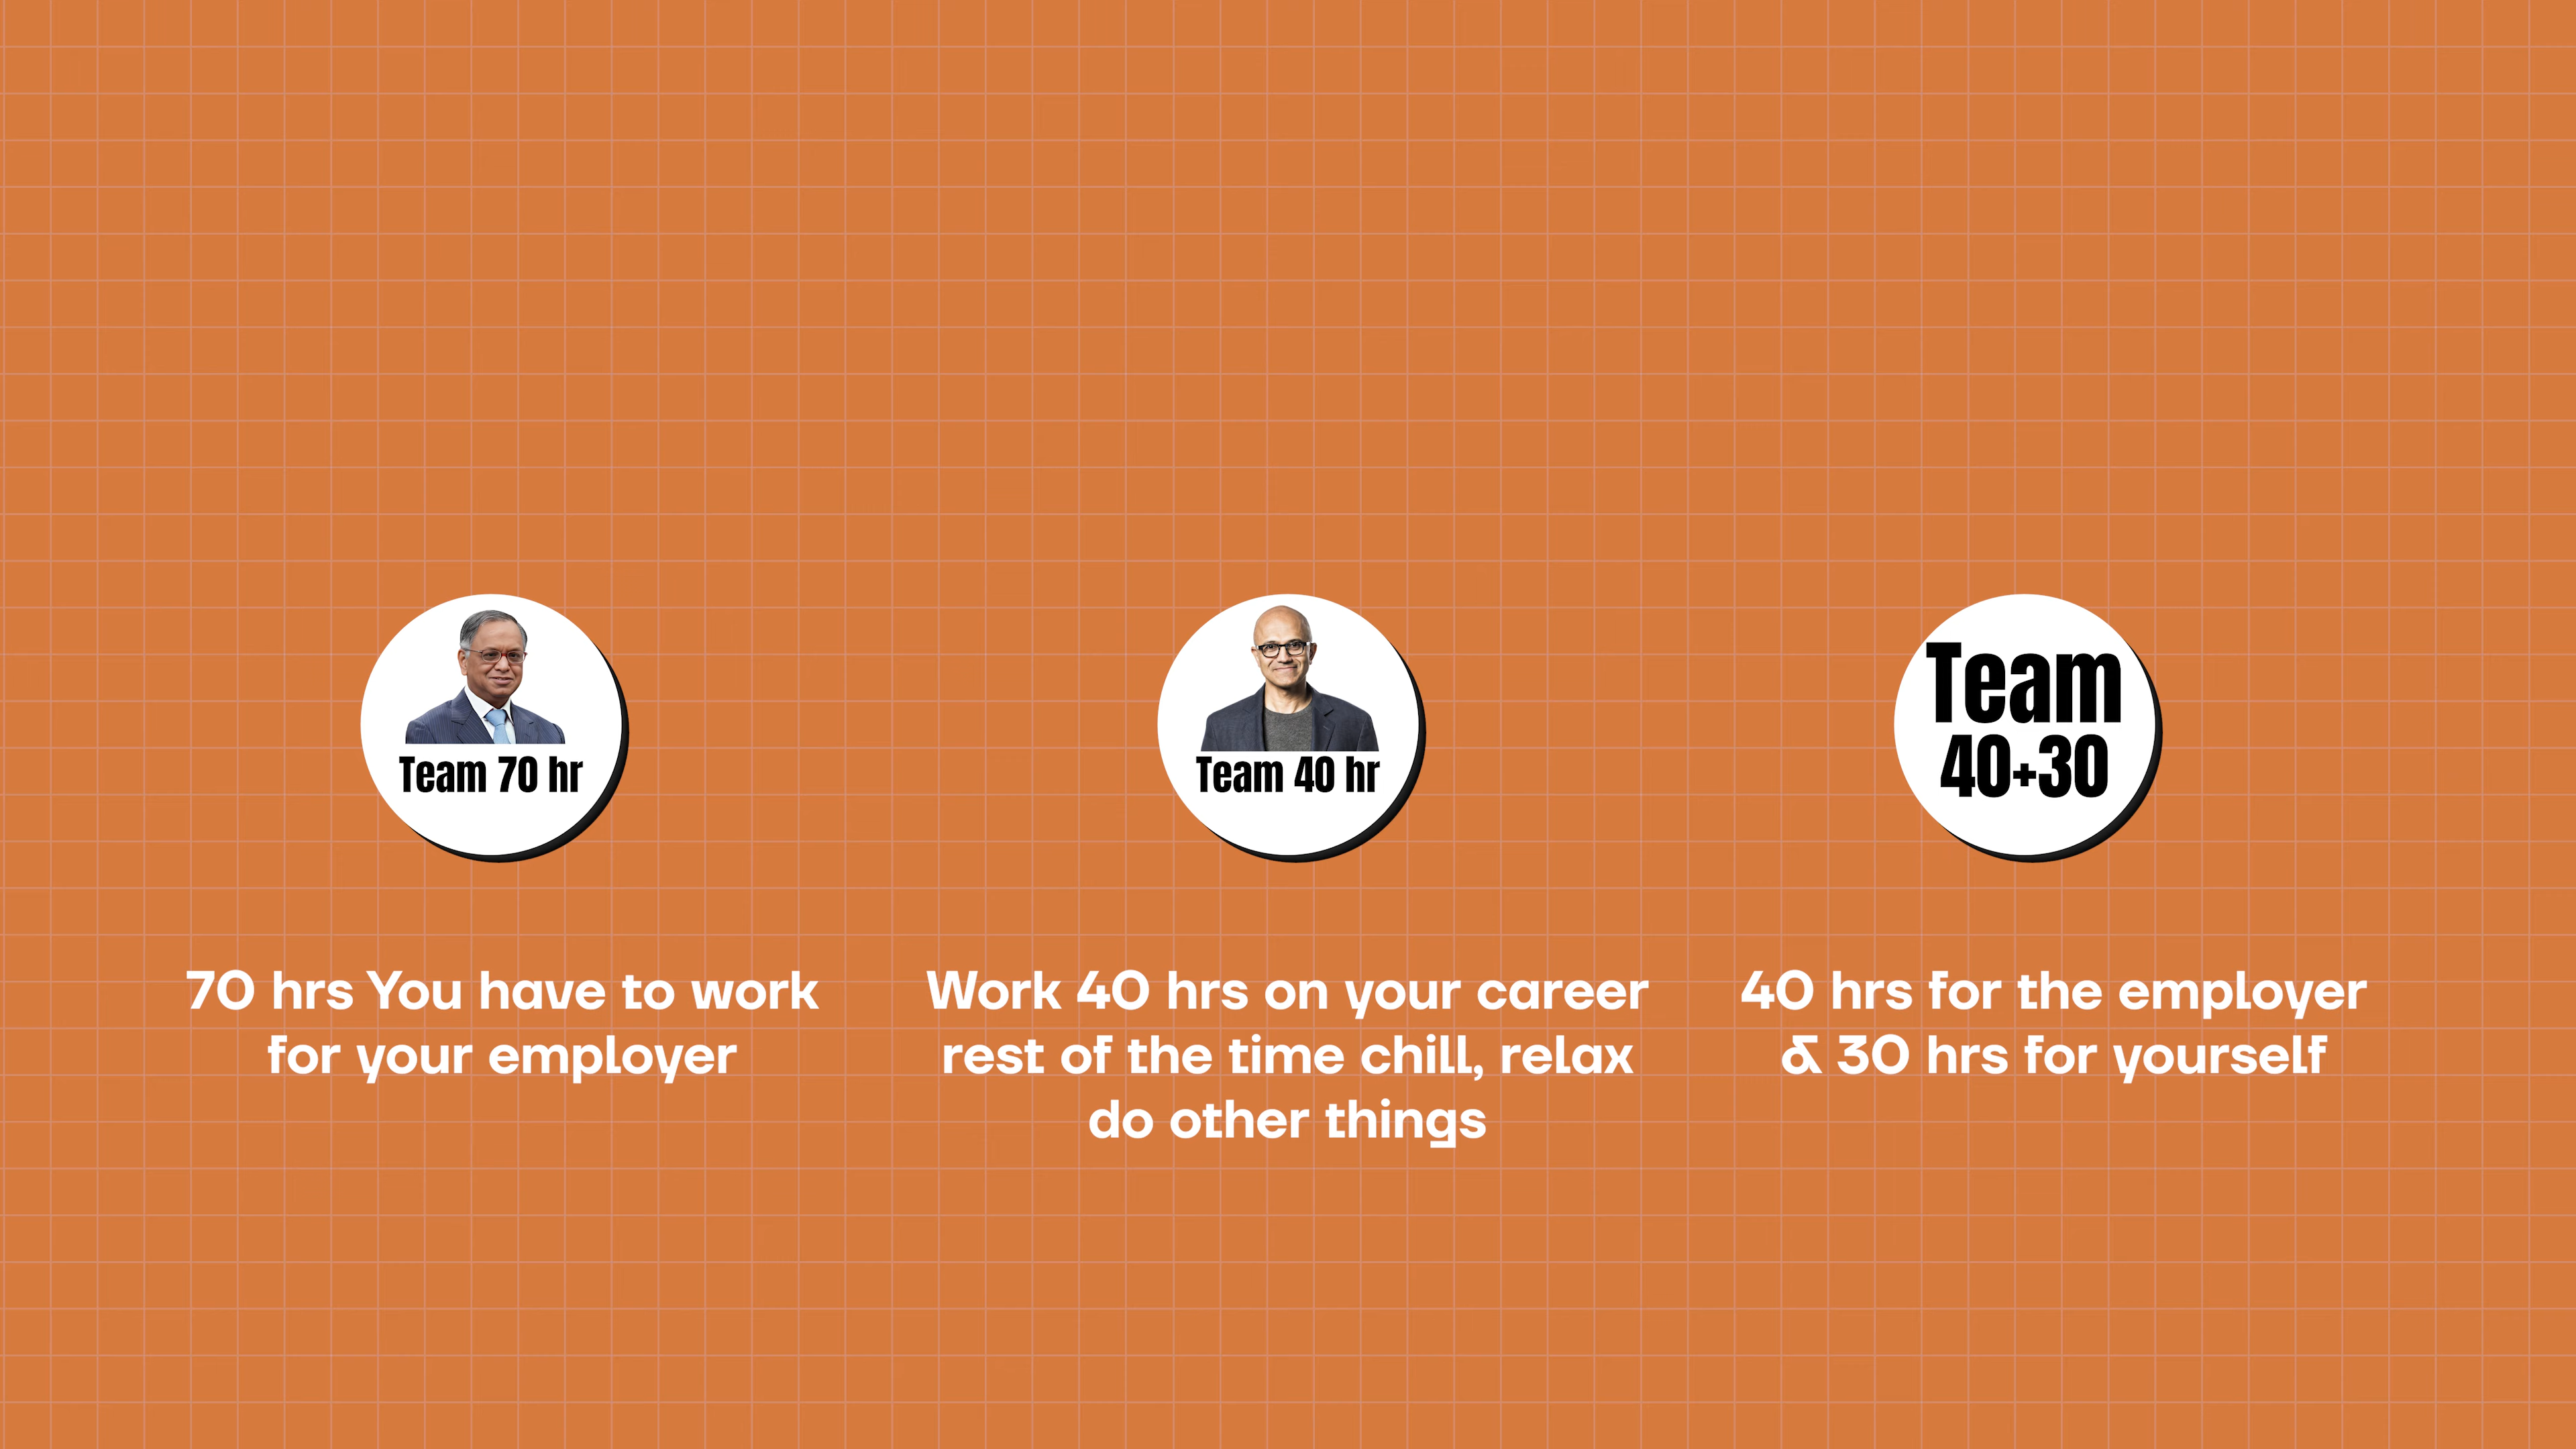 Team 70 hr
70 hrs You have to work
for your employer
Team 40 hr
Work 40 hrs on your career
rest of the time chill, relax
do other things
Team
40+30
40 hrs for the employer
& 30 hrs for yourself